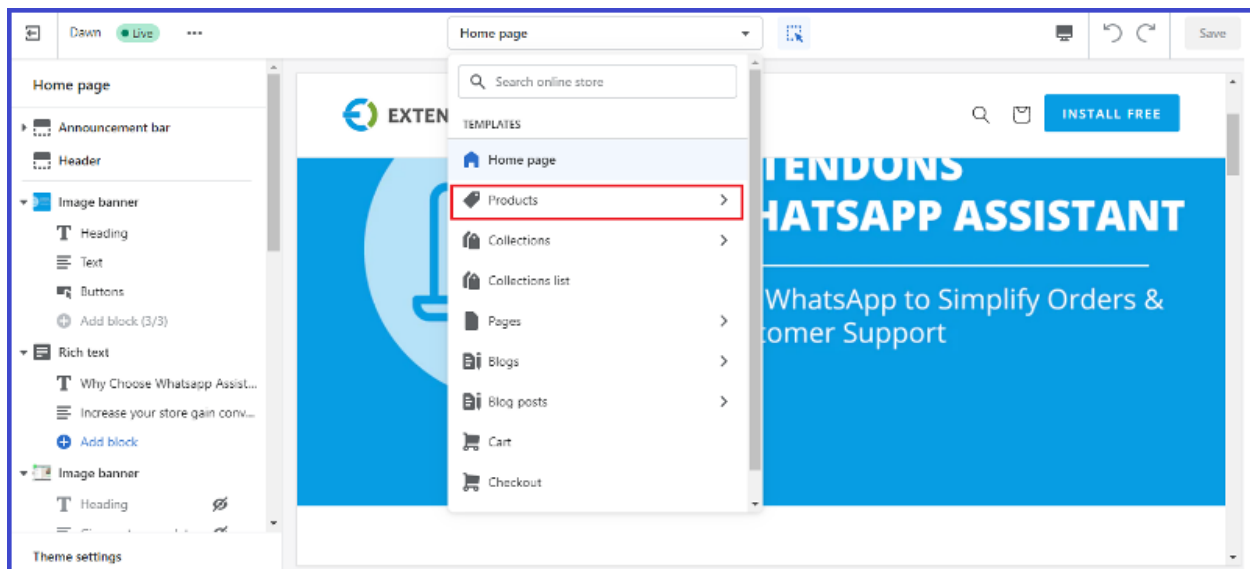 Dawn
Live
Home page
Save
Home page
Announcement bar
Header
Image banner
Heading
Text
Buttons
Add block (3/3)
Rich text
Why Choose Whatsapp Assist...
Increase your store gain conv...
Add block
Image banner
Heading
Theme settings
Search online store
TEMPLATES
Home page
Products
Collections
Collections list
Pages
Blogs
Blog posts
Cart
Checkout
EXTEN
INSTALL FREE
TENDONS
HATSAPP ASSISTANT
WhatsApp to Simplify Orders &
tomer Support